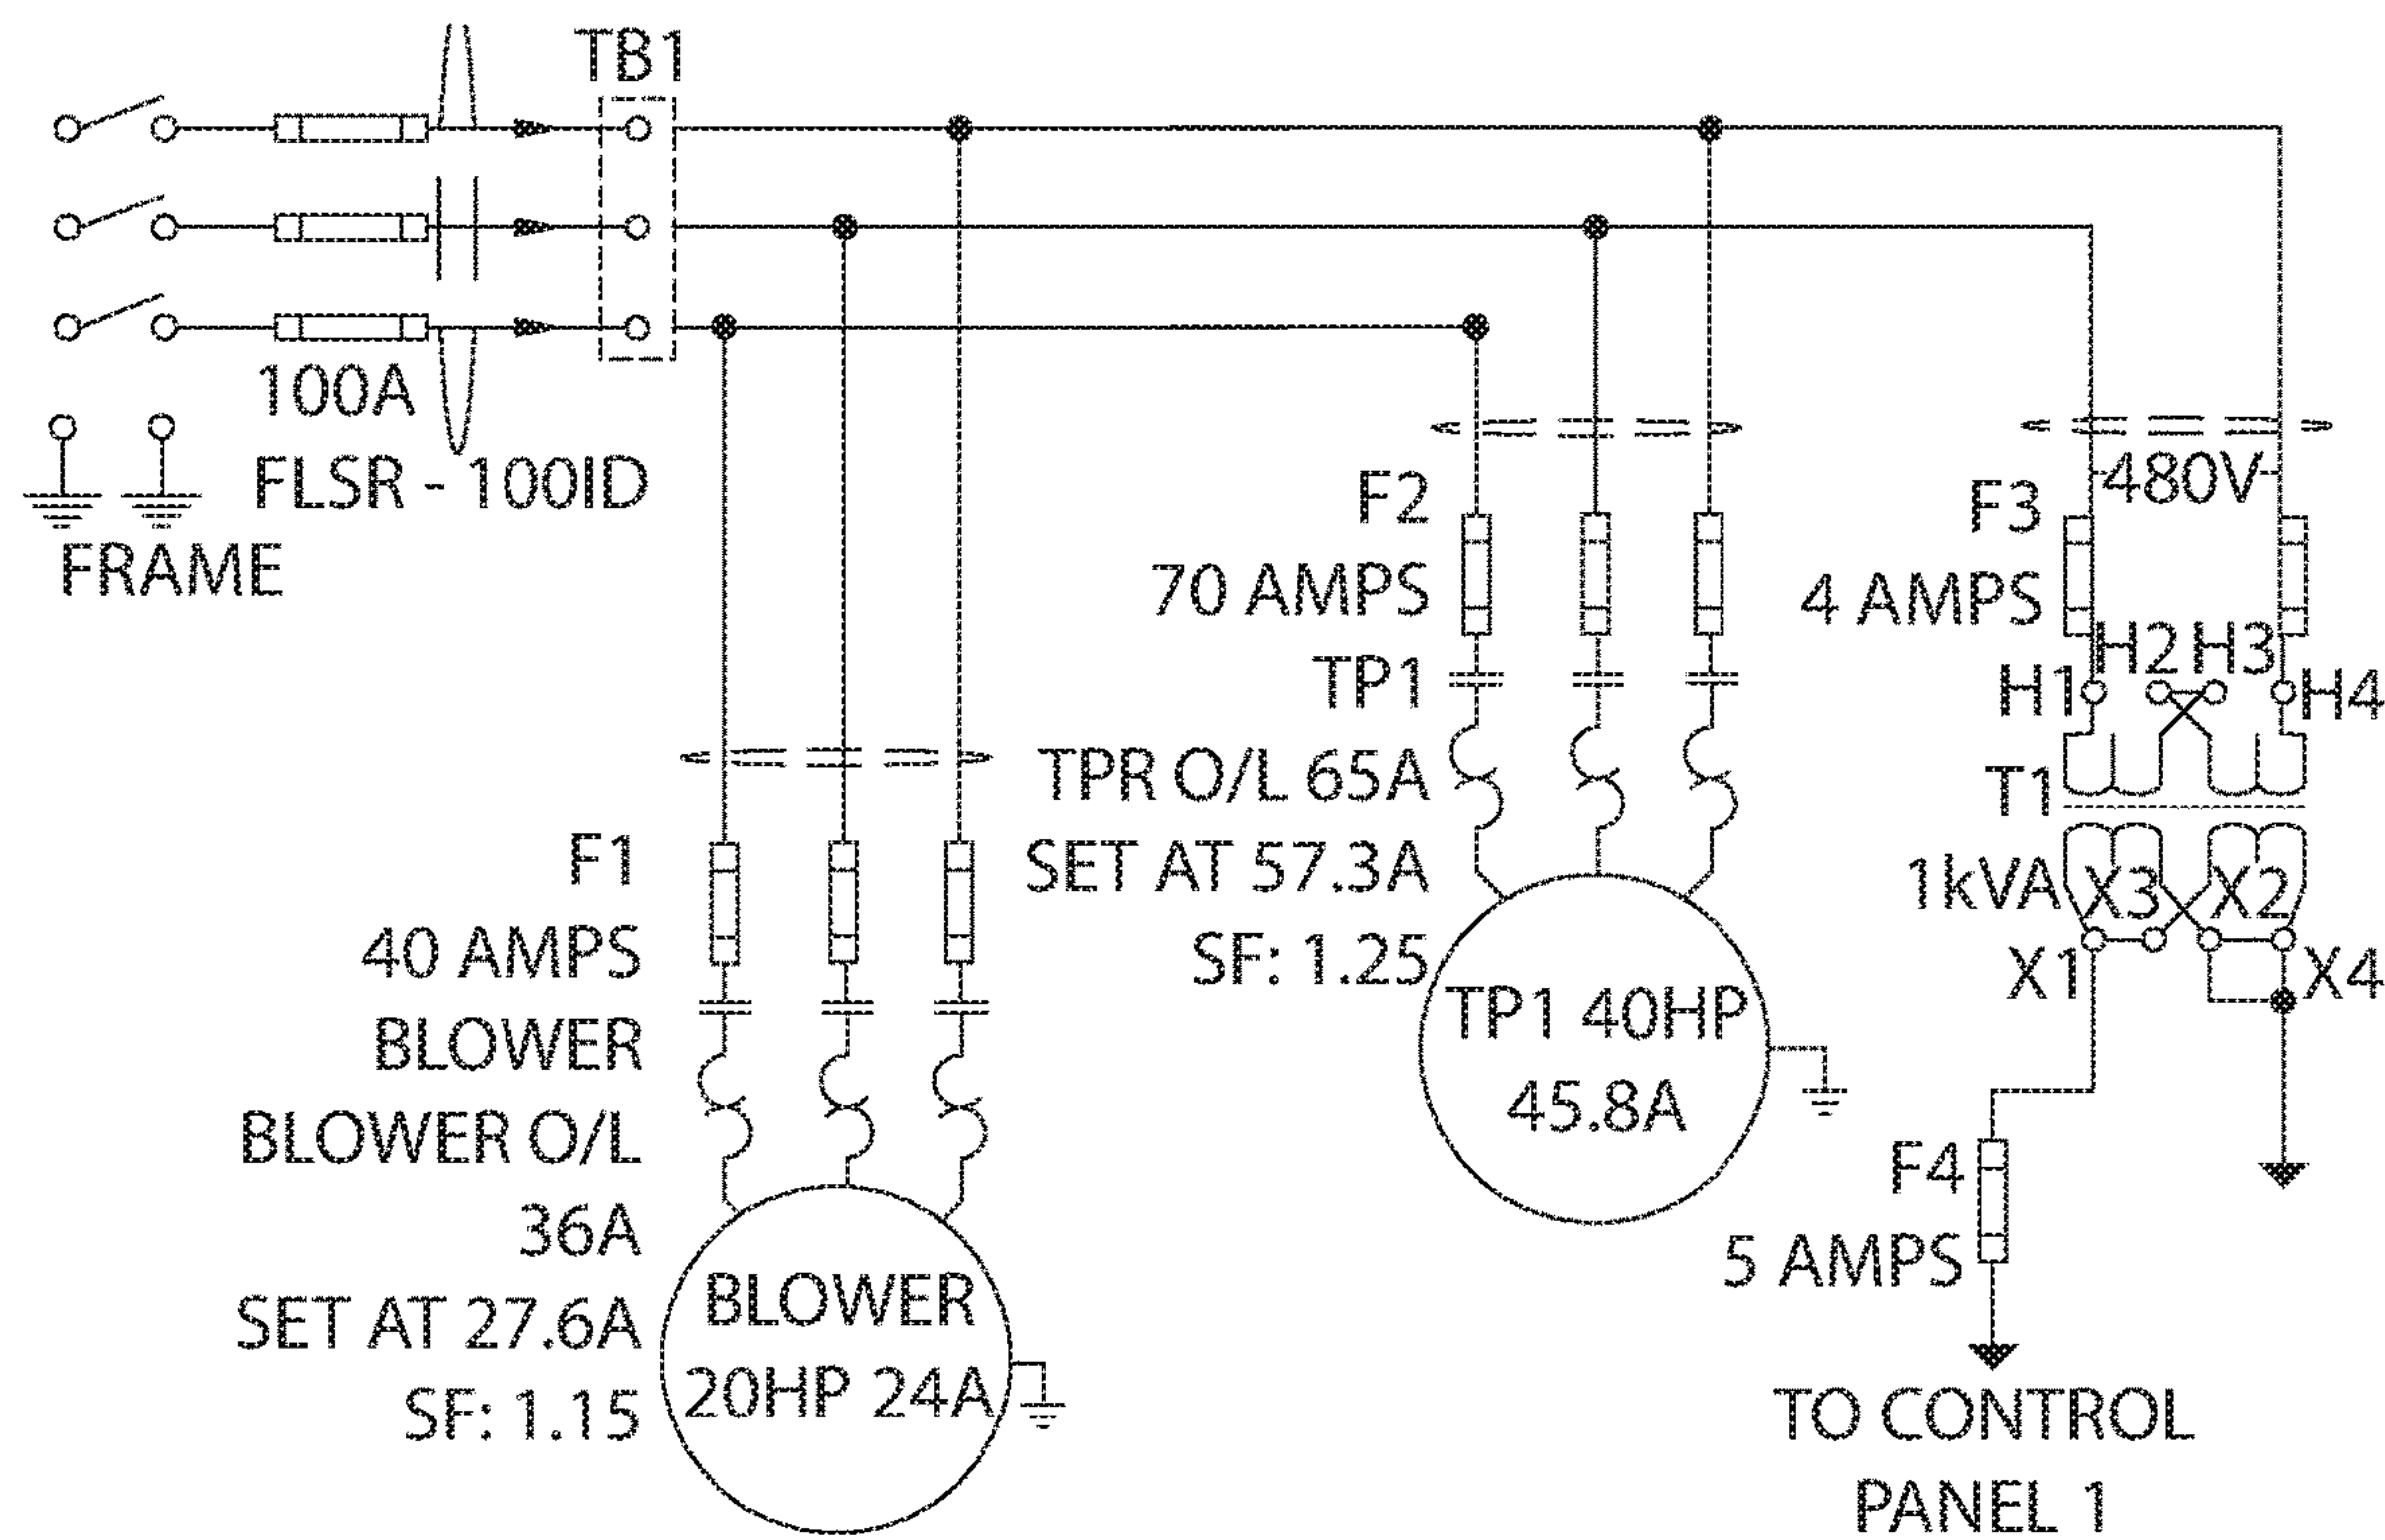 TB1
100A
FLSR - 100ID
FRAME
F1
40 AMPS
BLOWER
BLOWER O/L
36A
SET AT 27.6A
SF: 1.15
BLOWER
20HP 24A
F2
70 AMPS
TP1
TPR O/L 65A
SET AT 57.3A
SF: 1.25
TP1 40HP
45.8A
480V
F3
4 AMPS
H1 H2 H3 H4
T1
1kVA
X3 X2
X1 X4
F4
5 AMPS
TO CONTROL
PANEL 1